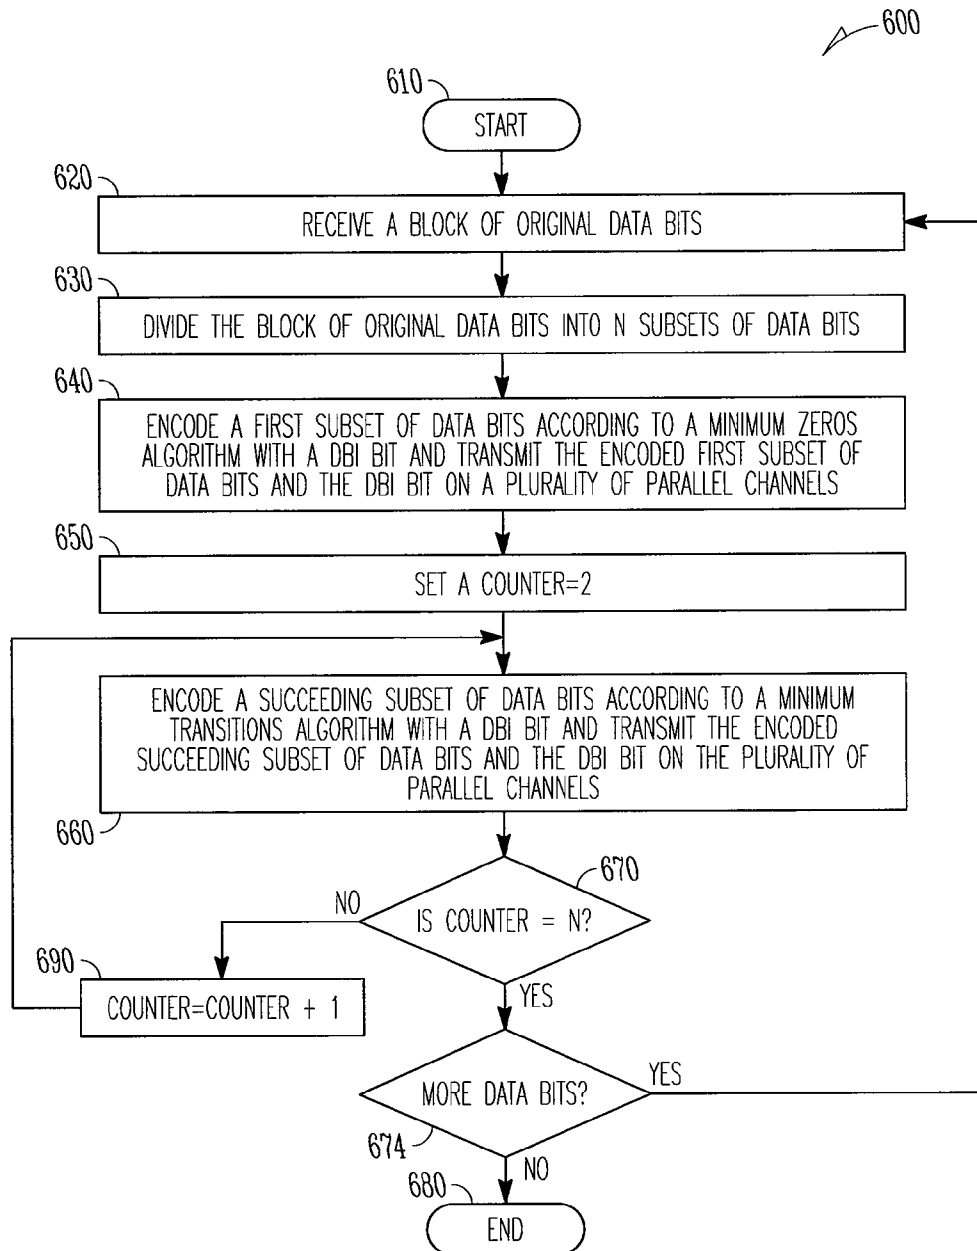 600
610
START
620
RECEIVE A BLOCK OF ORIGINAL DATA BITS
630
DIVIDE THE BLOCK OF ORIGINAL DATA BITS INTO N SUBSETS OF DATA BITS
640
ENCODE A FIRST SUBSET OF DATA BITS ACCORDING TO A MINIMUM ZEROS
ALGORITHM WITH A DBI BIT AND TRANSMIT THE ENCODED FIRST SUBSET OF
DATA BITS AND THE DBI BIT ON A PLURALITY OF PARALLEL CHANNELS
650
SET A COUNTER=2
ENCODE A SUCCEEDING SUBSET OF DATA BITS ACCORDING TO A MINIMUM
TRANSITIONS ALGORITHM WITH A DBI BIT AND TRANSMIT THE ENCODED
SUCCEEDING SUBSET OF DATA BITS AND THE DBI BIT ON THE PLURALITY OF
PARALLEL CHANNELS
660
670
NO
IS COUNTER = N?
690
COUNTER=COUNTER + 1
YES
MORE DATA BITS?
YES
674
NO
680
END